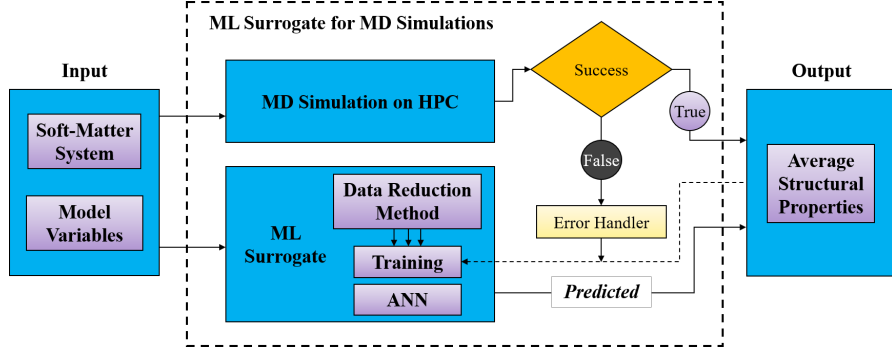 ML Surrogate for MD Simulations
Input
Soft-Matter
System
Model
Variables
MD Simulation on HPC
Success
True
False
Error Handler
ML
Surrogate
Data Reduction
Method
Training
ANN
Predicted
Output
Average
Structural
Properties